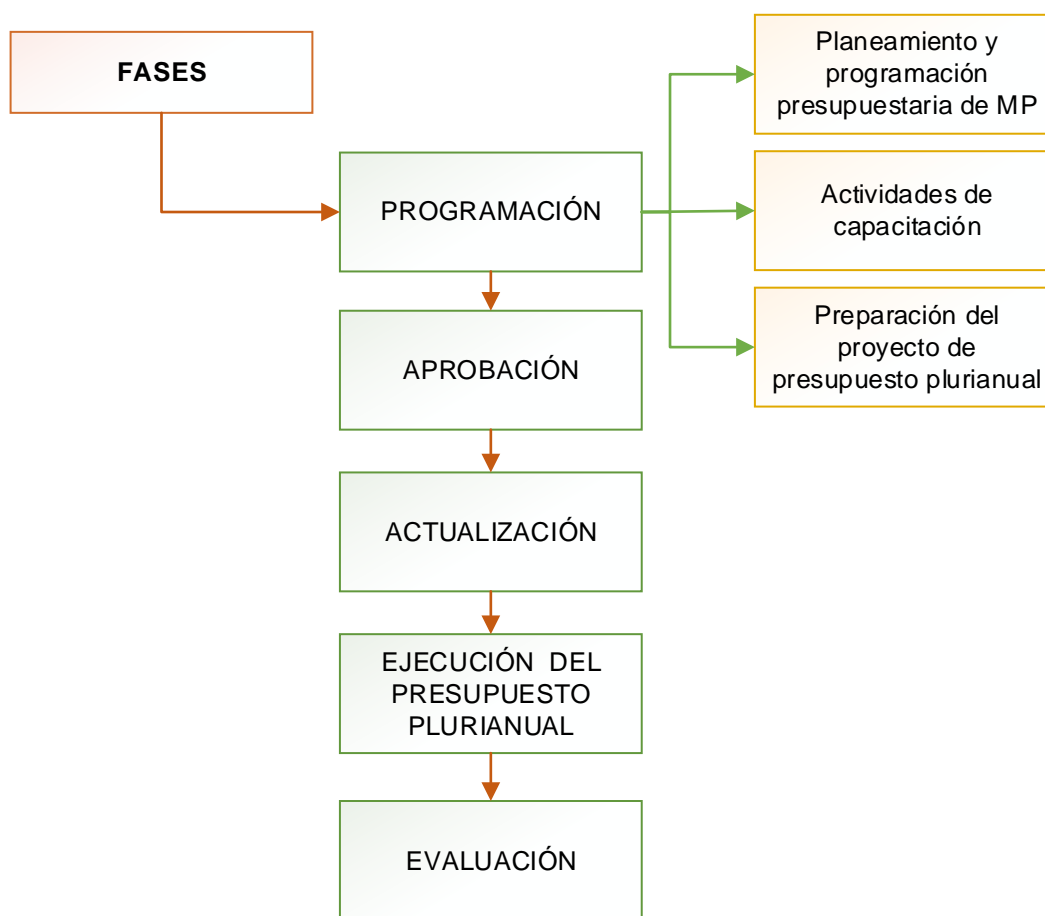 FASES
Planeamiento y
programación
presupuestaria de MP
PROGRAMACIÓN
Actividades de
capacitación
Preparación del
proyecto de
presupuesto plurianual
APROBACIÓN
ACTUALIZACIÓN
EJECUCIÓN DEL
PRESUPUESTO
PLURIANUAL
EVALUACIÓN